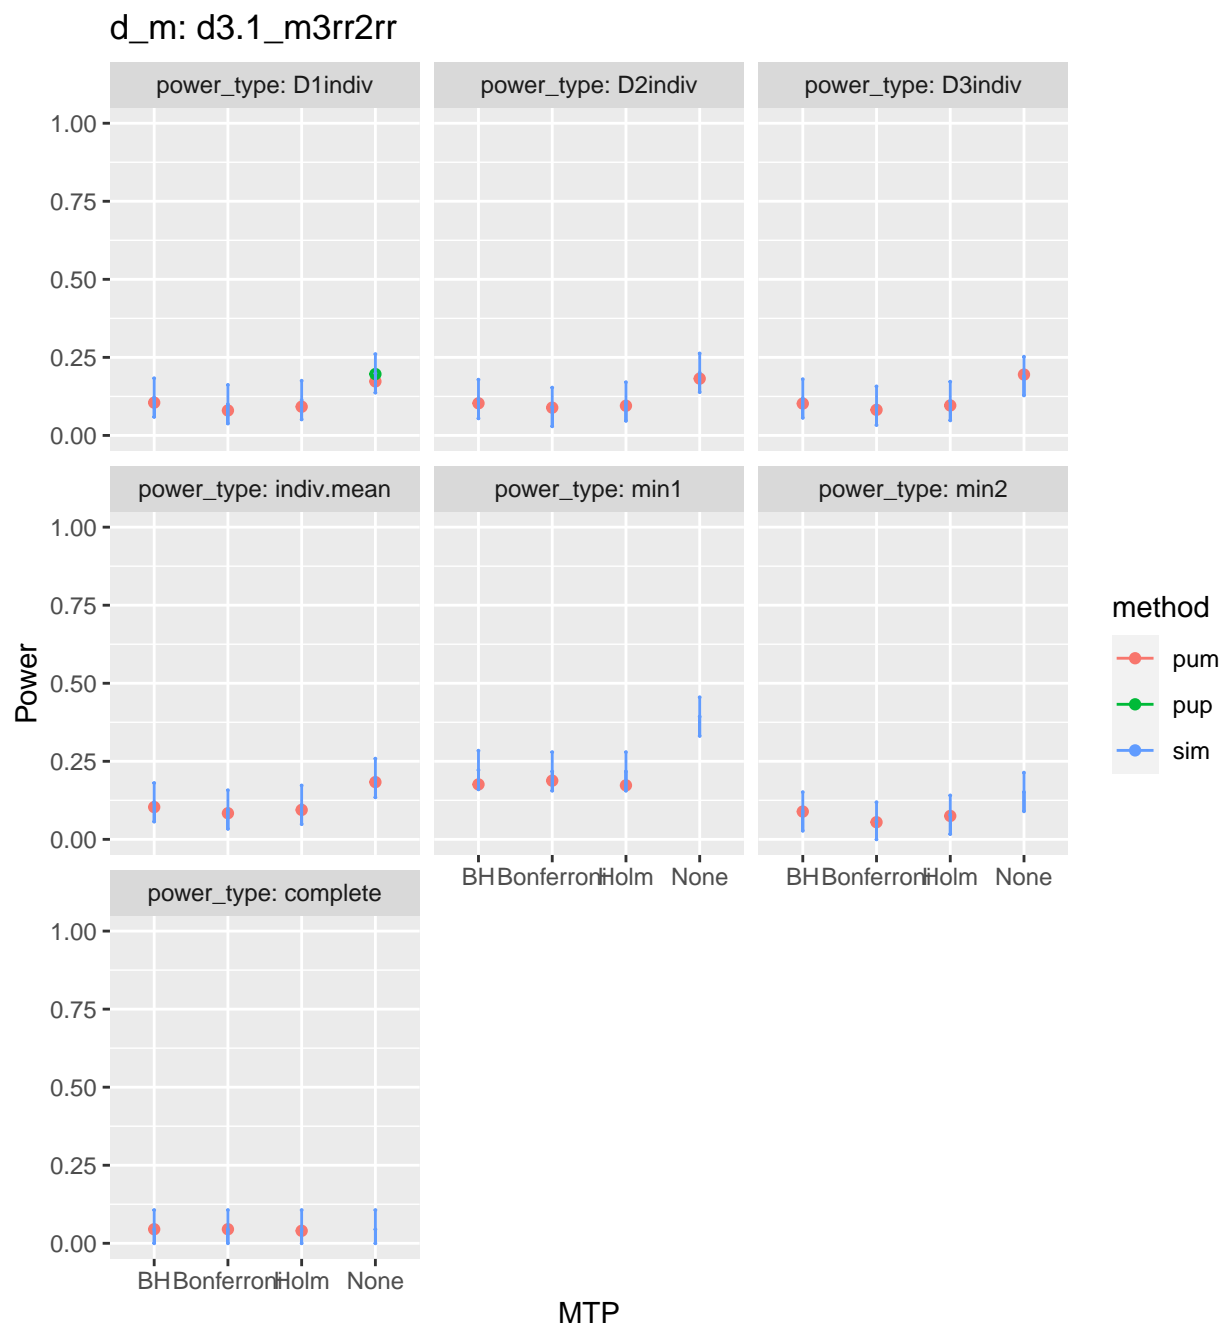 d_m: d3.1_m3rr2rr
power_type: D1indiv
power_type: D2indiv
power_type: D3indiv
1.00
0.75
0.50
0.25
0.00
power_type: indiv.mean
power_type: min1
power_type: min2
1.00
0.75
0.50
0.25
0.00
BH Bonferroni Holm None
BH Bonferroni Holm None
power_type: complete
1.00
0.75
0.50
0.25
0.00
BH Bonferroni Holm None
Power
MTP
method
pum
pup
sim